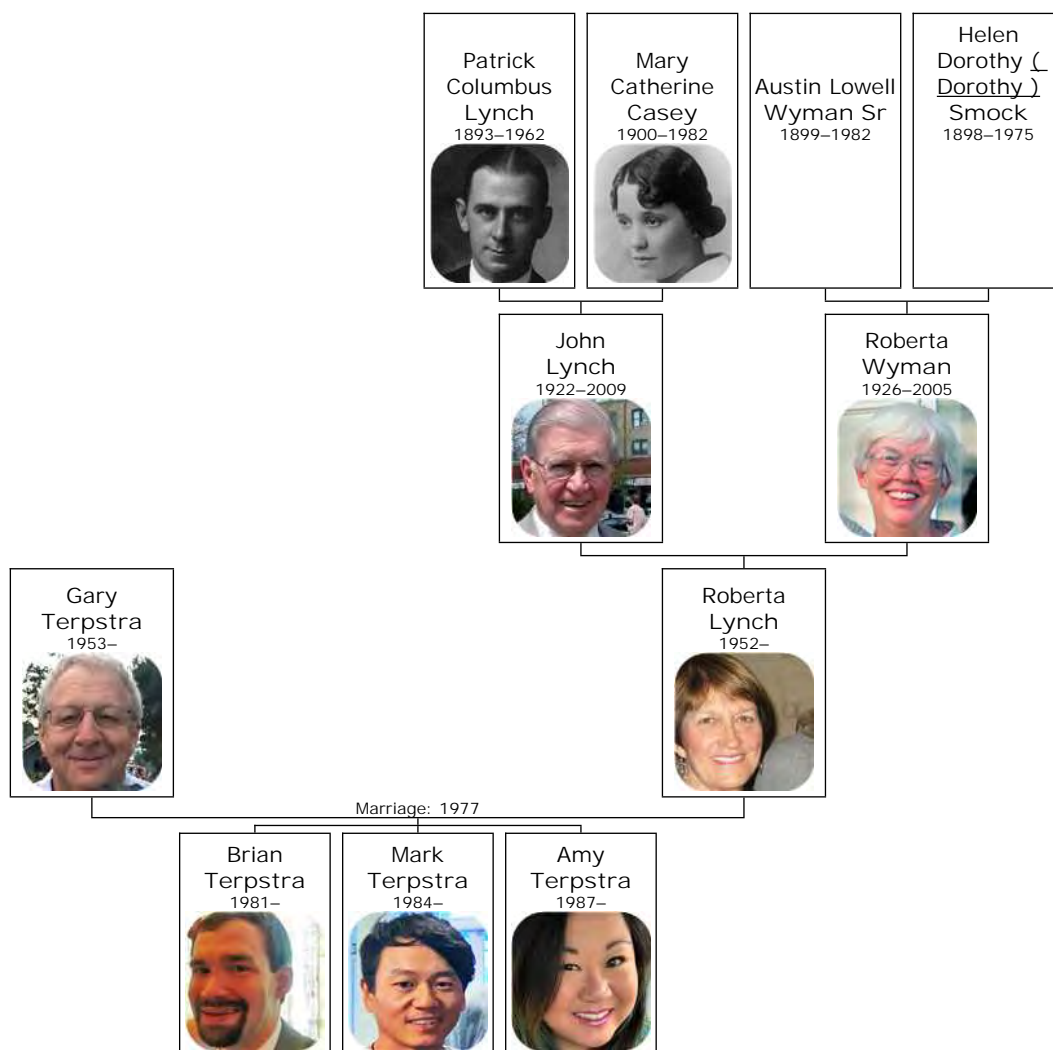 Patrick
Columbus
Lynch
1893–1962
Mary
Catherine
Casey
1900–1982
Austin Lowell
Wyman Sr
1899–1982
Helen
Dorothy (
Dorothy )
Smock
1898–1975
John
Lynch
1922–2009
Roberta
Wyman
1926–2005
Gary
Terpstra
1953–
Roberta
Lynch
1952–
Marriage: 1977
Brian
Terpstra
1981–
Mark
Terpstra
1984–
Amy
Terpstra
1987–